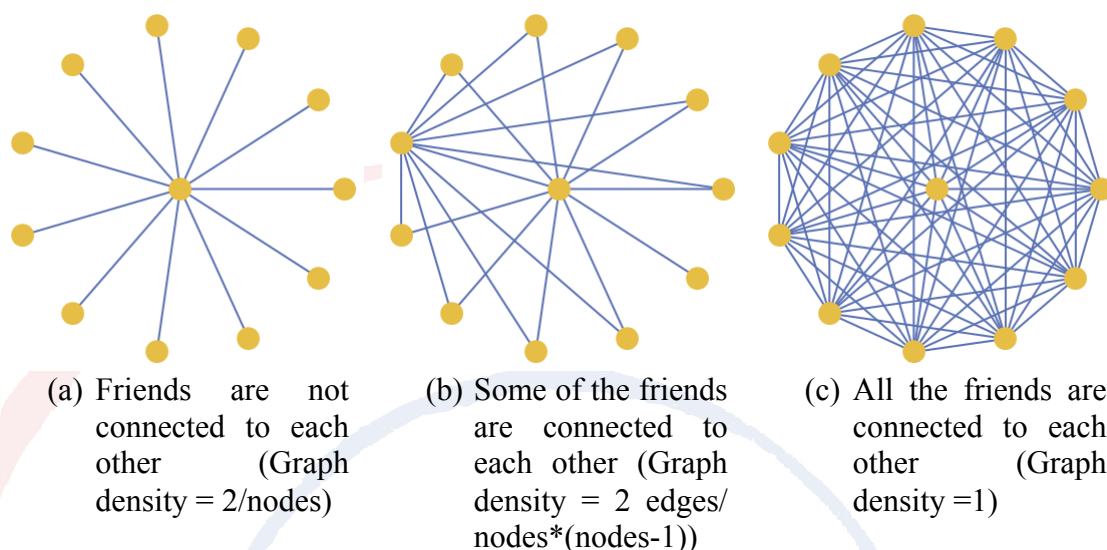 (a) Friends are not
connected to each
other (Graph
density = 2/nodes)
(b) Some of the friends
are connected to
each other (Graph
density = 2 edges/
nodes*(nodes-1))
(c) All the friends are
connected to each
other (Graph
density =1)